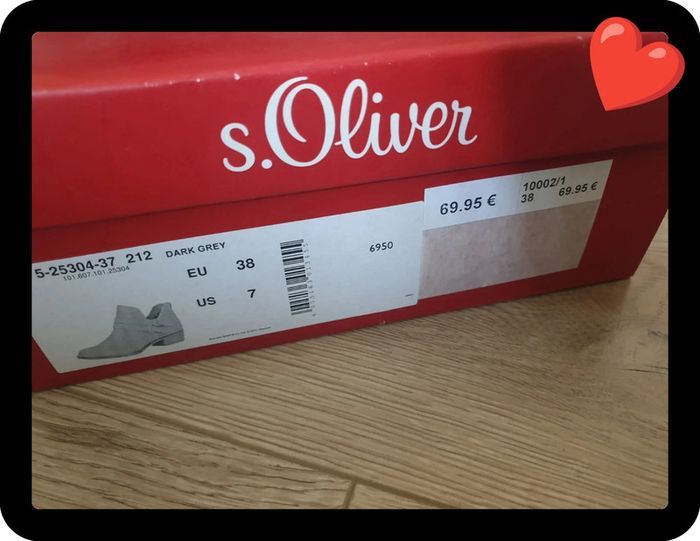 s.Oliver
69.95 €
10002/1
38 69.95 €
5-25304-37 212 DARK GREY
101.607.101.25304
EU 38
US 7
6950